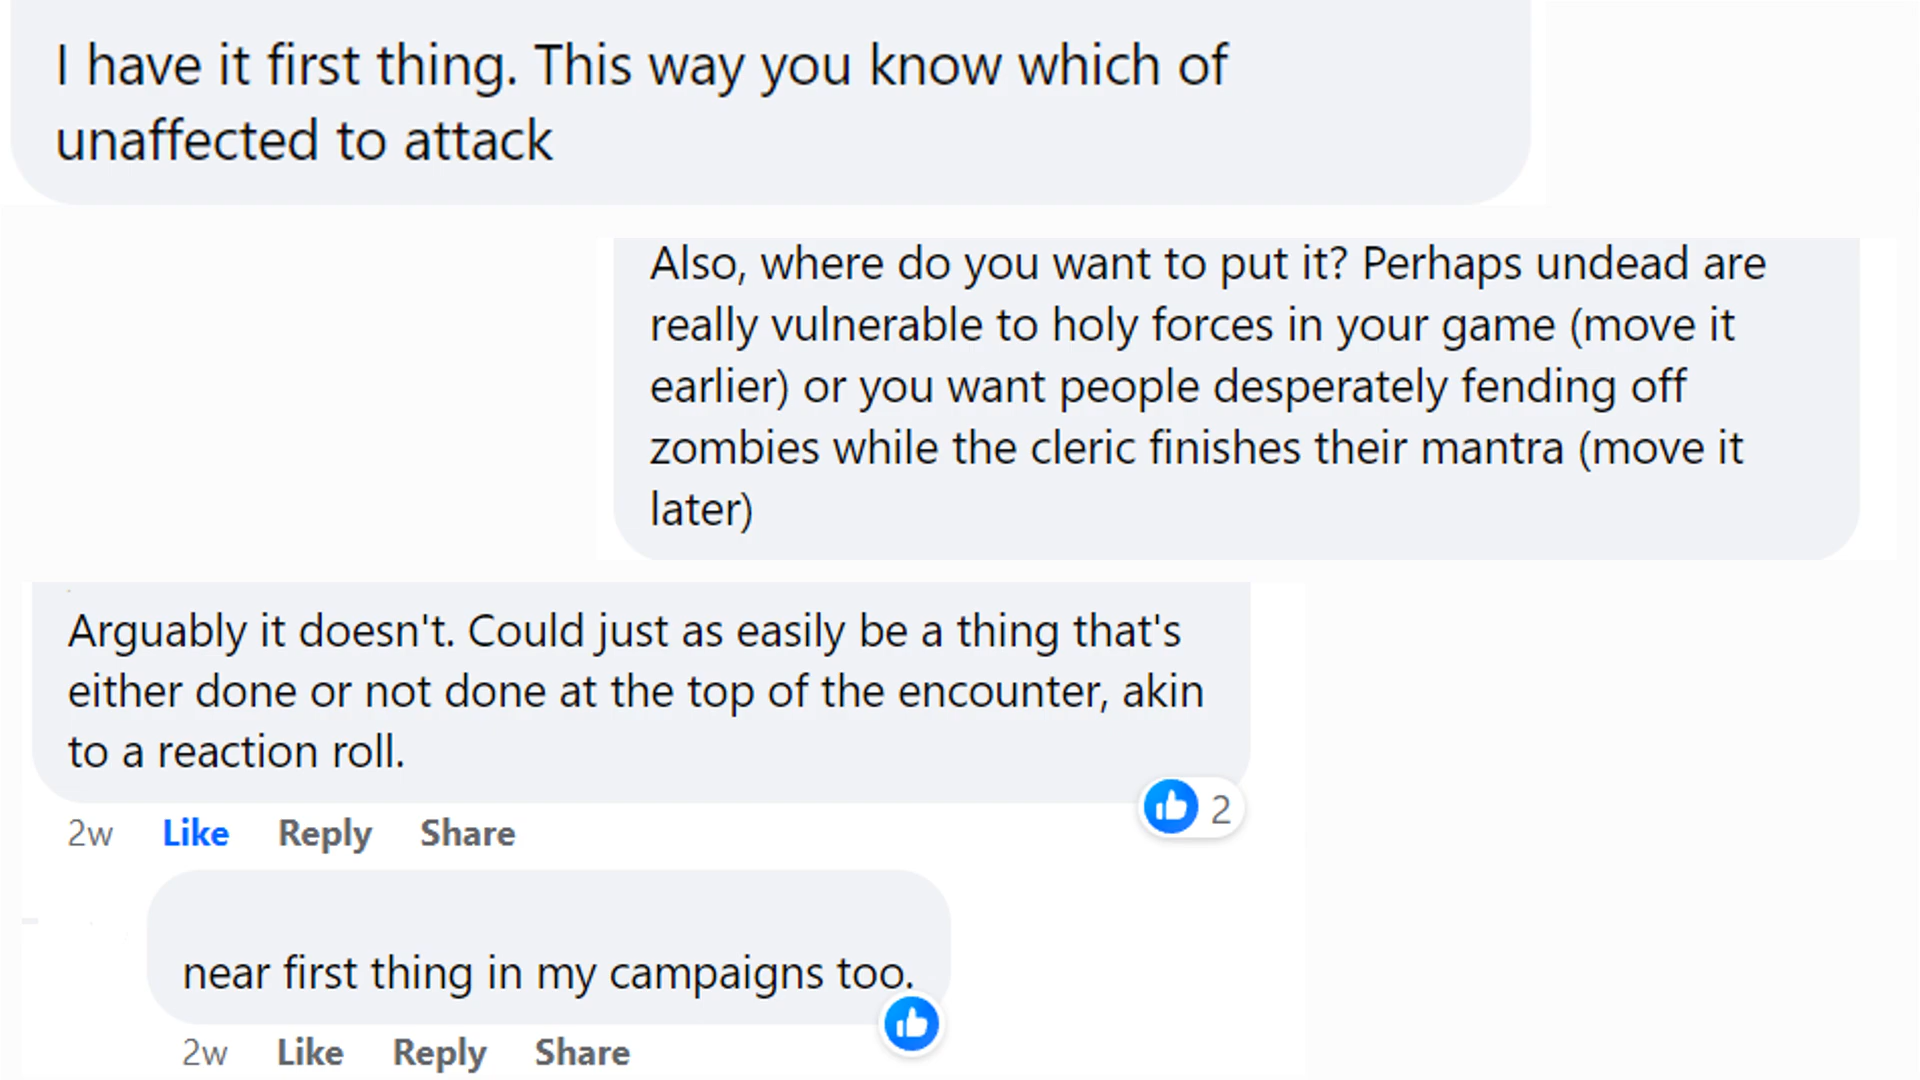 I have it first thing. This way you know which of
unaffected to attack
Also, where do you want to put it? Perhaps undead are
really vulnerable to holy forces in your game (move it
earlier) or you want people desperately fending off
zombies while the cleric finishes their mantra (move it
later)
Arguably it doesn't. Could just as easily be a thing that's
either done or not done at the top of the encounter, akin
to a reaction roll.
2
2w Like Reply Share
near first thing in my campaigns too.
2w Like Reply Share